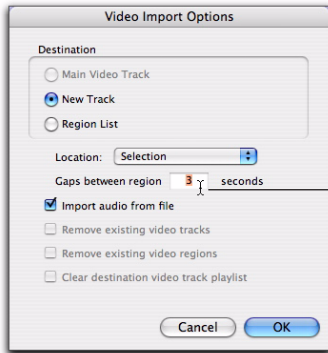 Video Import Options
Destination
Main Video Track
New Track
Region List
Location: Selection
Gaps between region 3 seconds
Import audio from file
Remove existing video tracks
Remove existing video regions
Clear destination video track playlist
Cancel OK